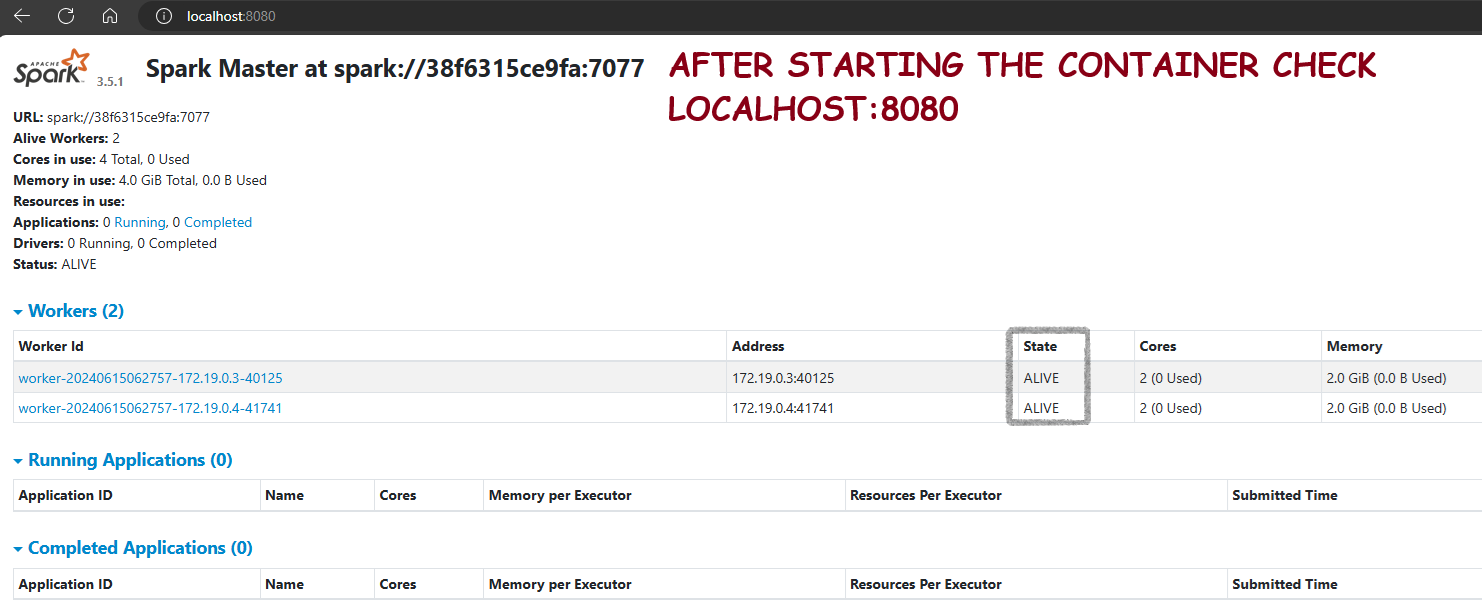 localhost:8080
APACHE
Spark 3.5.1
Spark Master at spark://38f6315ce9fa:7077
AFTER STARTING THE CONTAINER CHECK
LOCALHOST:8080
URL: spark://38f6315ce9fa:7077
Alive Workers: 2
Cores in use: 4 Total, 0 Used
Memory in use: 4.0 GiB Total, 0.0 B Used
Resources in use:
Applications: 0 Running, 0 Completed
Drivers: 0 Running, 0 Completed
Status: ALIVE
Workers (2)
Worker Id Address State Cores Memory
worker-20240615062757-172.19.0.3-40125 172.19.0.3:40125 ALIVE 2 (0 Used) 2.0 GiB (0.0 B Used)
worker-20240615062757-172.19.0.4-41741 172.19.0.4:41741 ALIVE 2 (0 Used) 2.0 GiB (0.0 B Used)
Running Applications (0)
Application ID Name Cores Memory per Executor Resources Per Executor Submitted Time
Completed Applications (0)
Application ID Name Cores Memory per Executor Resources Per Executor Submitted Time